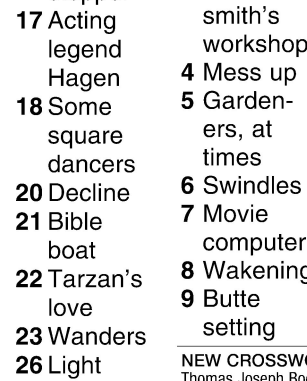 17 Acting
legend
Hagen
18 Some
square
dancers
20 Decline
21 Bible
boat
22 Tarzan's
love
23 Wanders
26 Light
smith's
workshop
4 Mess up
5 Garden-
ers, at
times
6 Swindles
7 Movie
computer
8 Wakening
9 Butte
setting
NEW CROSSWO
Thomas Joseph Bo